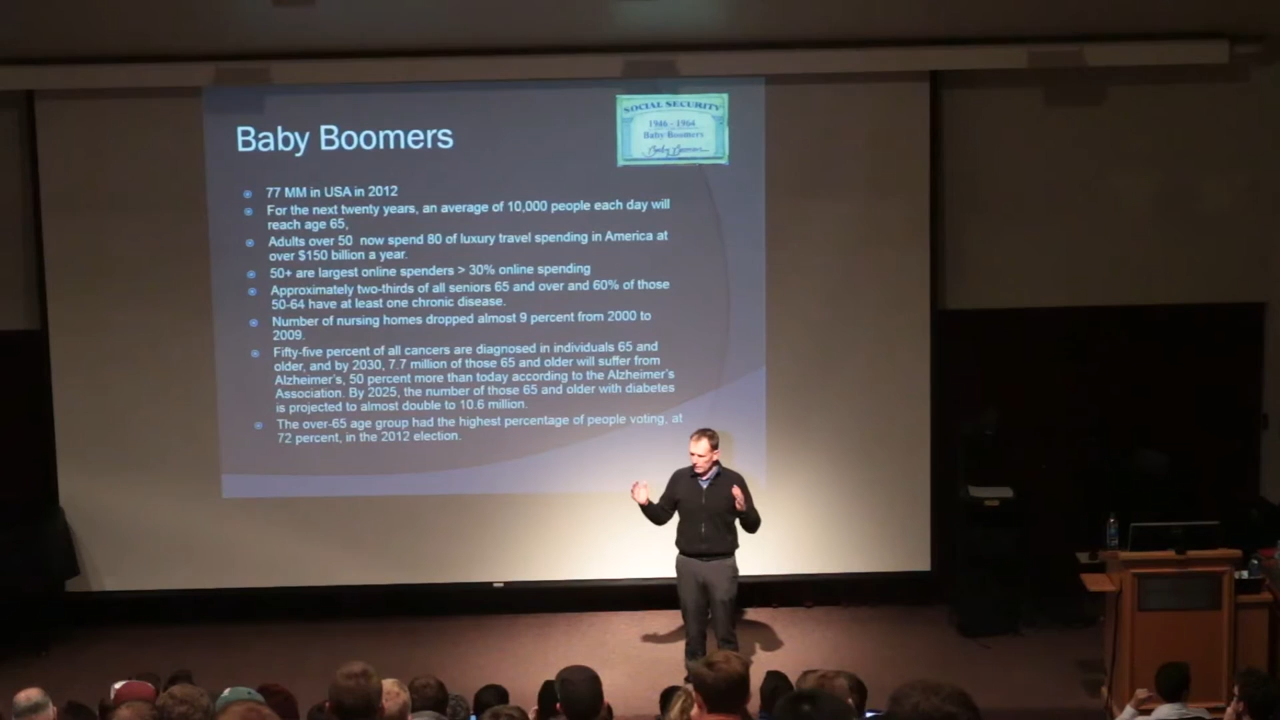 SOCIAL SECURITY
1946 - 1964
Baby Boomers
Baby Boomers
Baby Boomers
77 MM in USA in 2012
For the next twenty years, an average of 10,000 people each day will
reach age 65,
Adults over 50 now spend 80 of luxury travel spending in America at
over $150 billion a year.
50+ are largest online spenders > 30% online spending
Approximately two-thirds of all seniors 65 and over and 60% of those
50-64 have at least one chronic disease.
Number of nursing homes dropped almost 9 percent from 2000 to
2009.
Fifty-five percent of all cancers are diagnosed in individuals 65 and
older, and by 2030, 7.7 million of those 65 and older will suffer from
Alzheimer's, 50 percent more than today according to the Alzheimer's
Association. By 2025, the number of those 65 and older with diabetes
is projected to almost double to 10.6 million.
The over-65 age group had the highest percentage of people voting, at
72 percent, in the 2012 election.